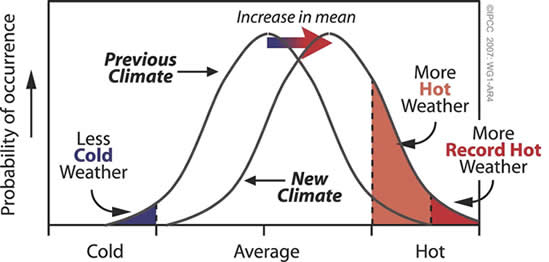 Increase in mean
©IPCC 2007: WG1-AR4
Previous
Climate
More
Hot
Weather
Probability of occurrence
Less
Cold
Weather
More
Record Hot
Weather
New
Climate
Cold
Average
Hot